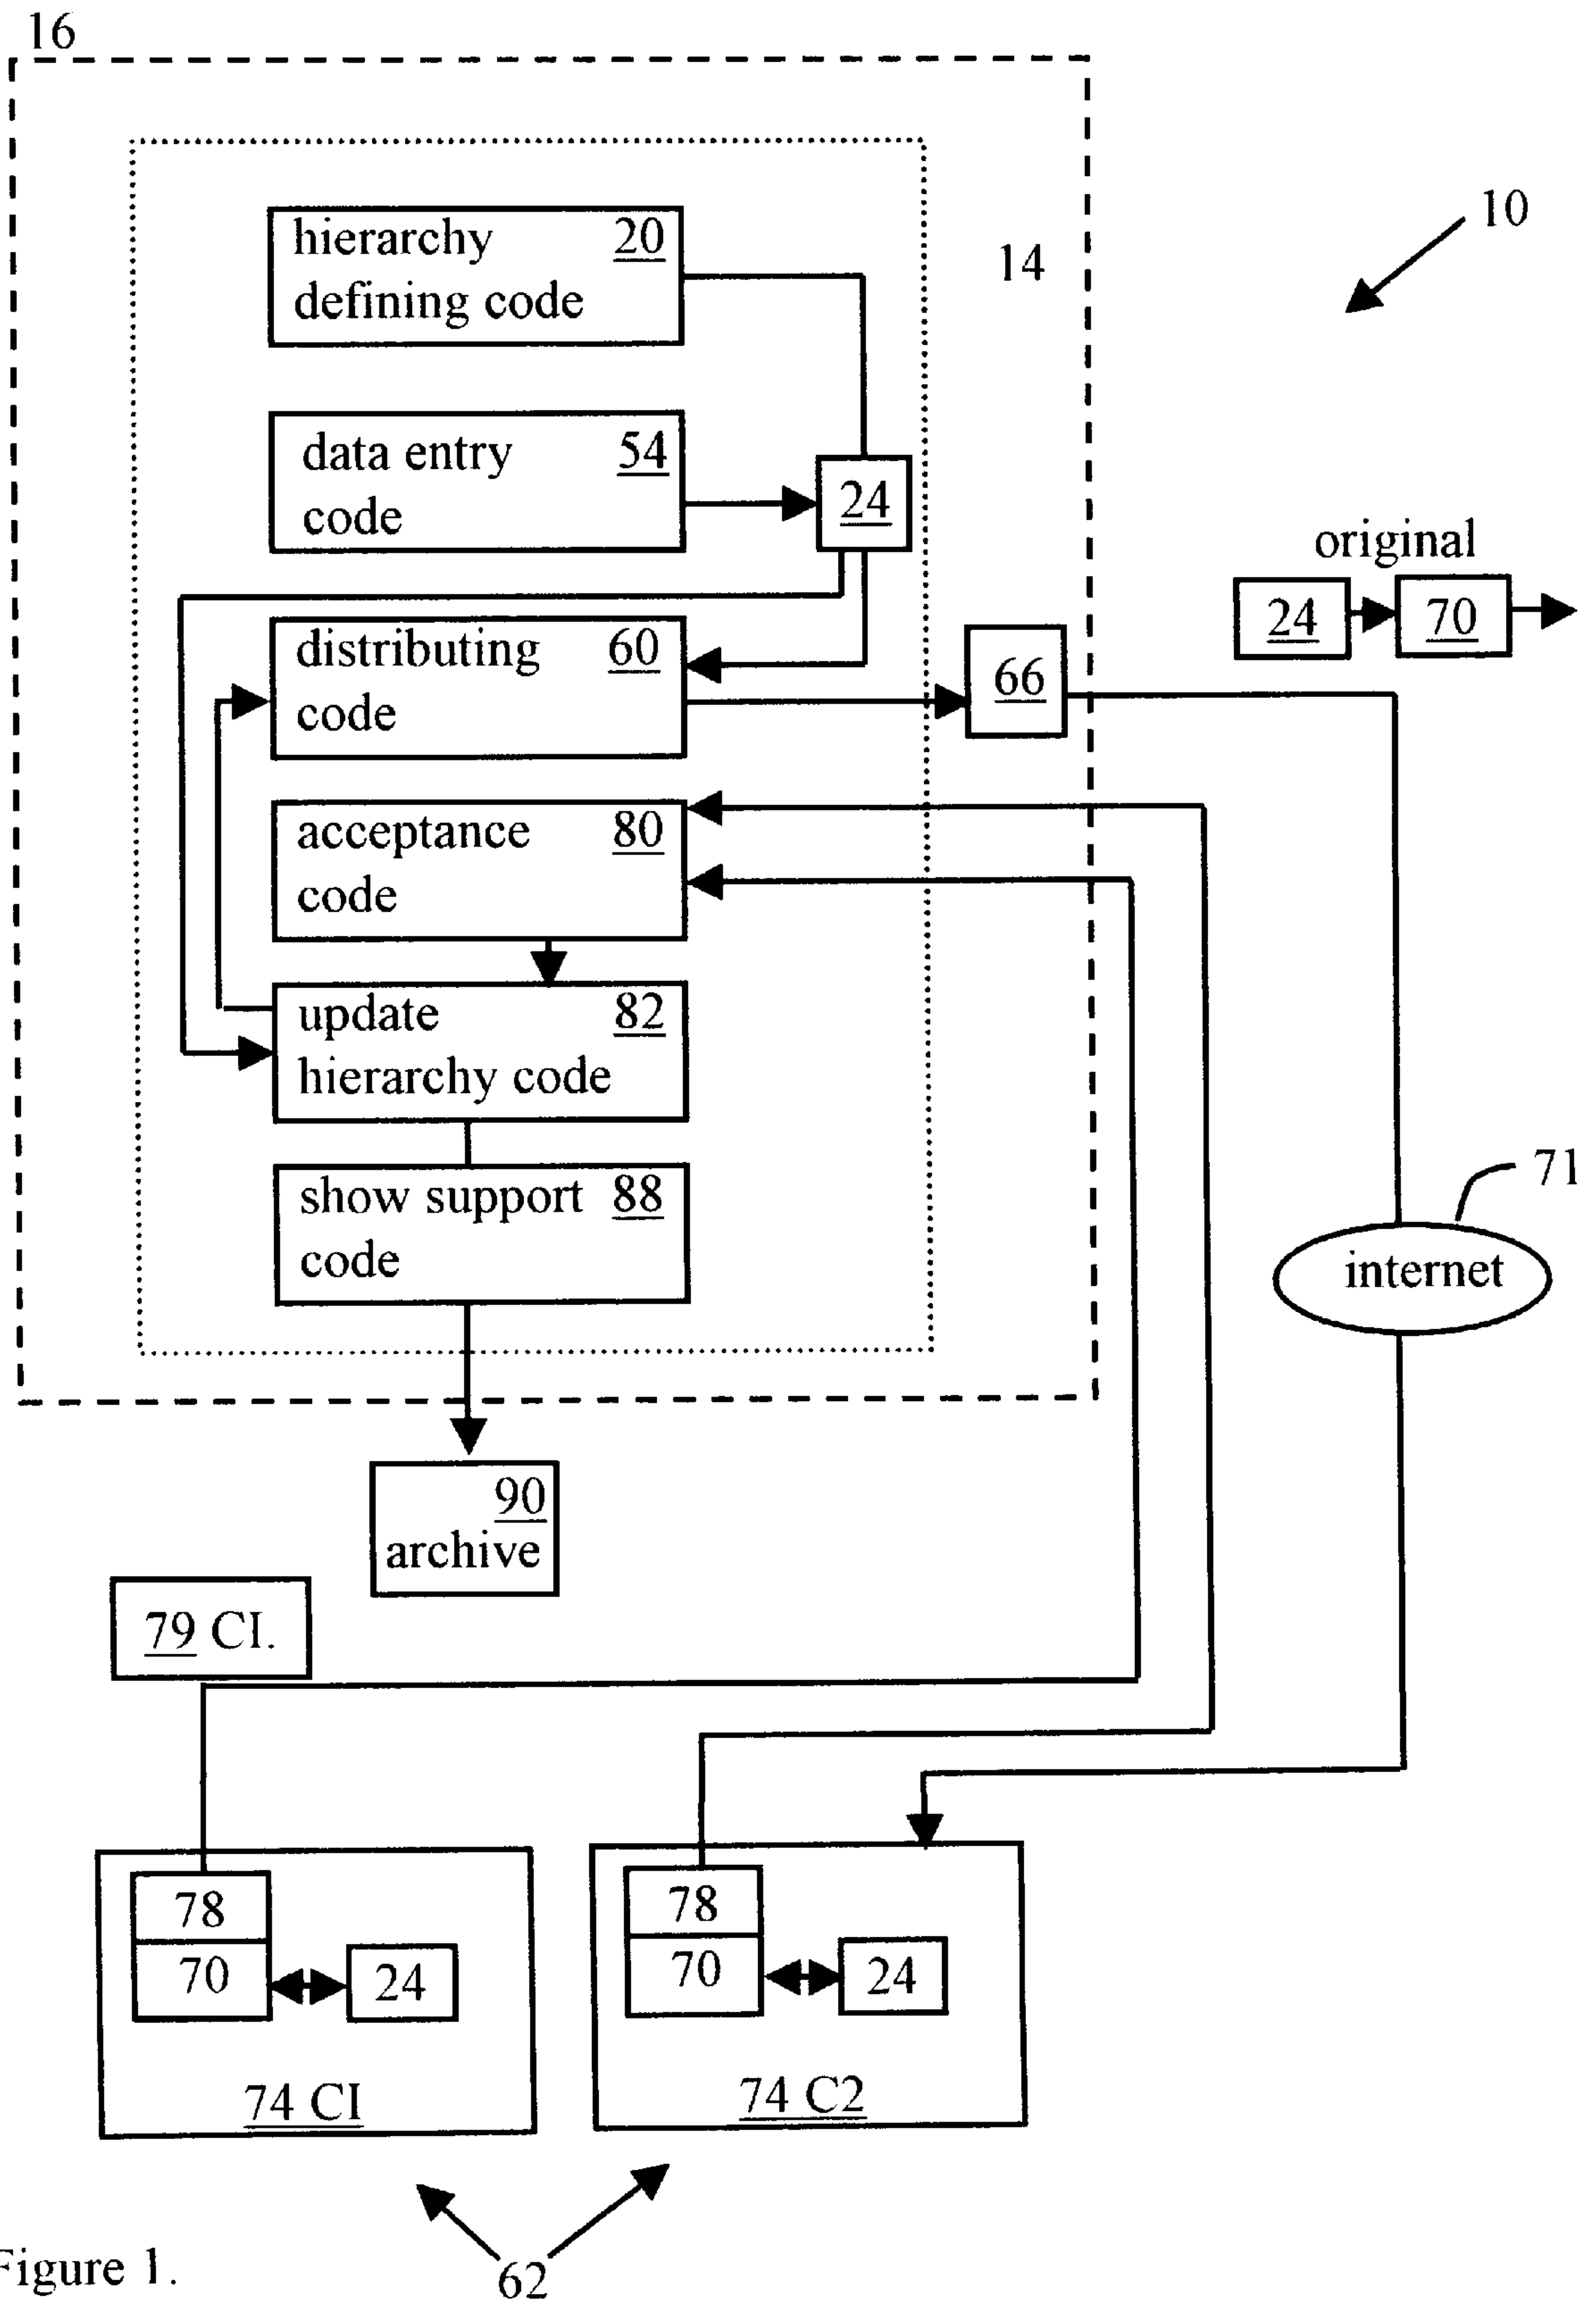 16
10
hierarchy 20
defining code
14
data entry 54
code
24
original
24 70
distributing 60
code
66
acceptance 80
code
update 82
hierarchy code
71
show support 88
code
internet
90
archive
79 CI.
78
70 24
74 CI
78
70 24
74 C2
62
Figure 1.